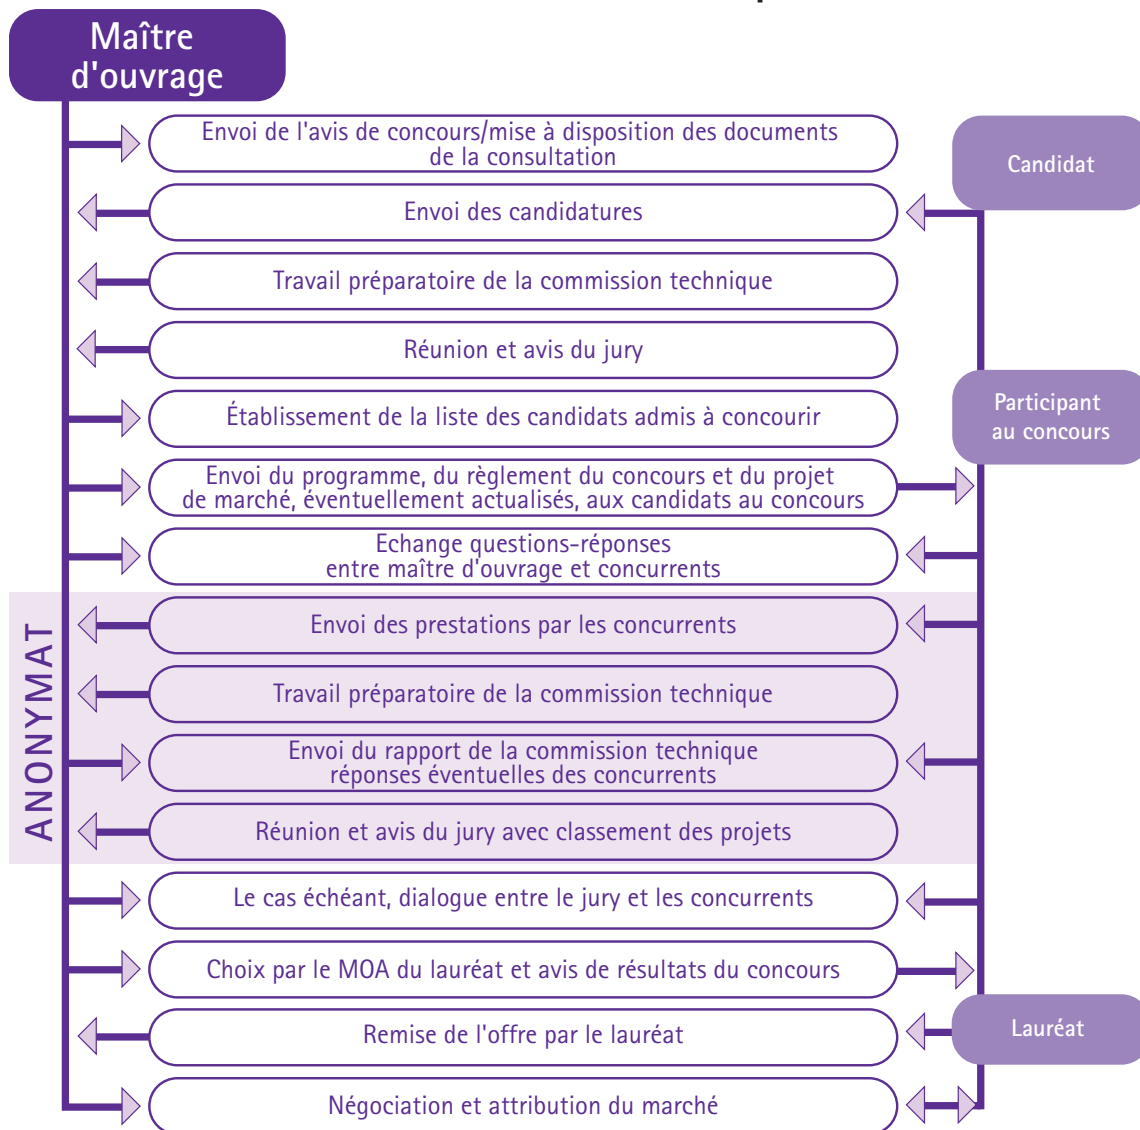 Maître
d'ouvrage
Envoi de l'avis de concours/mise à disposition des documents
de la consultation
Candidat
Envoi des candidatures
Travail préparatoire de la commission technique
Réunion et avis du jury
Établissement de la liste des candidats admis à concourir
Participant
au concours
Envoi du programme, du règlement du concours et du projet
de marché, éventuellement actualisés, aux candidats au concours
Echange questions-réponses
entre maître d'ouvrage et concurrents
ANONYMAT
Envoi des prestations par les concurrents
Travail préparatoire de la commission technique
Envoi du rapport de la commission technique
réponses éventuelles des concurrents
Réunion et avis du jury avec classement des projets
Le cas échéant, dialogue entre le jury et les concurrents
Choix par le MOA du lauréat et avis de résultats du concours
Remise de l'offre par le lauréat
Lauréat
Négociation et attribution du marché